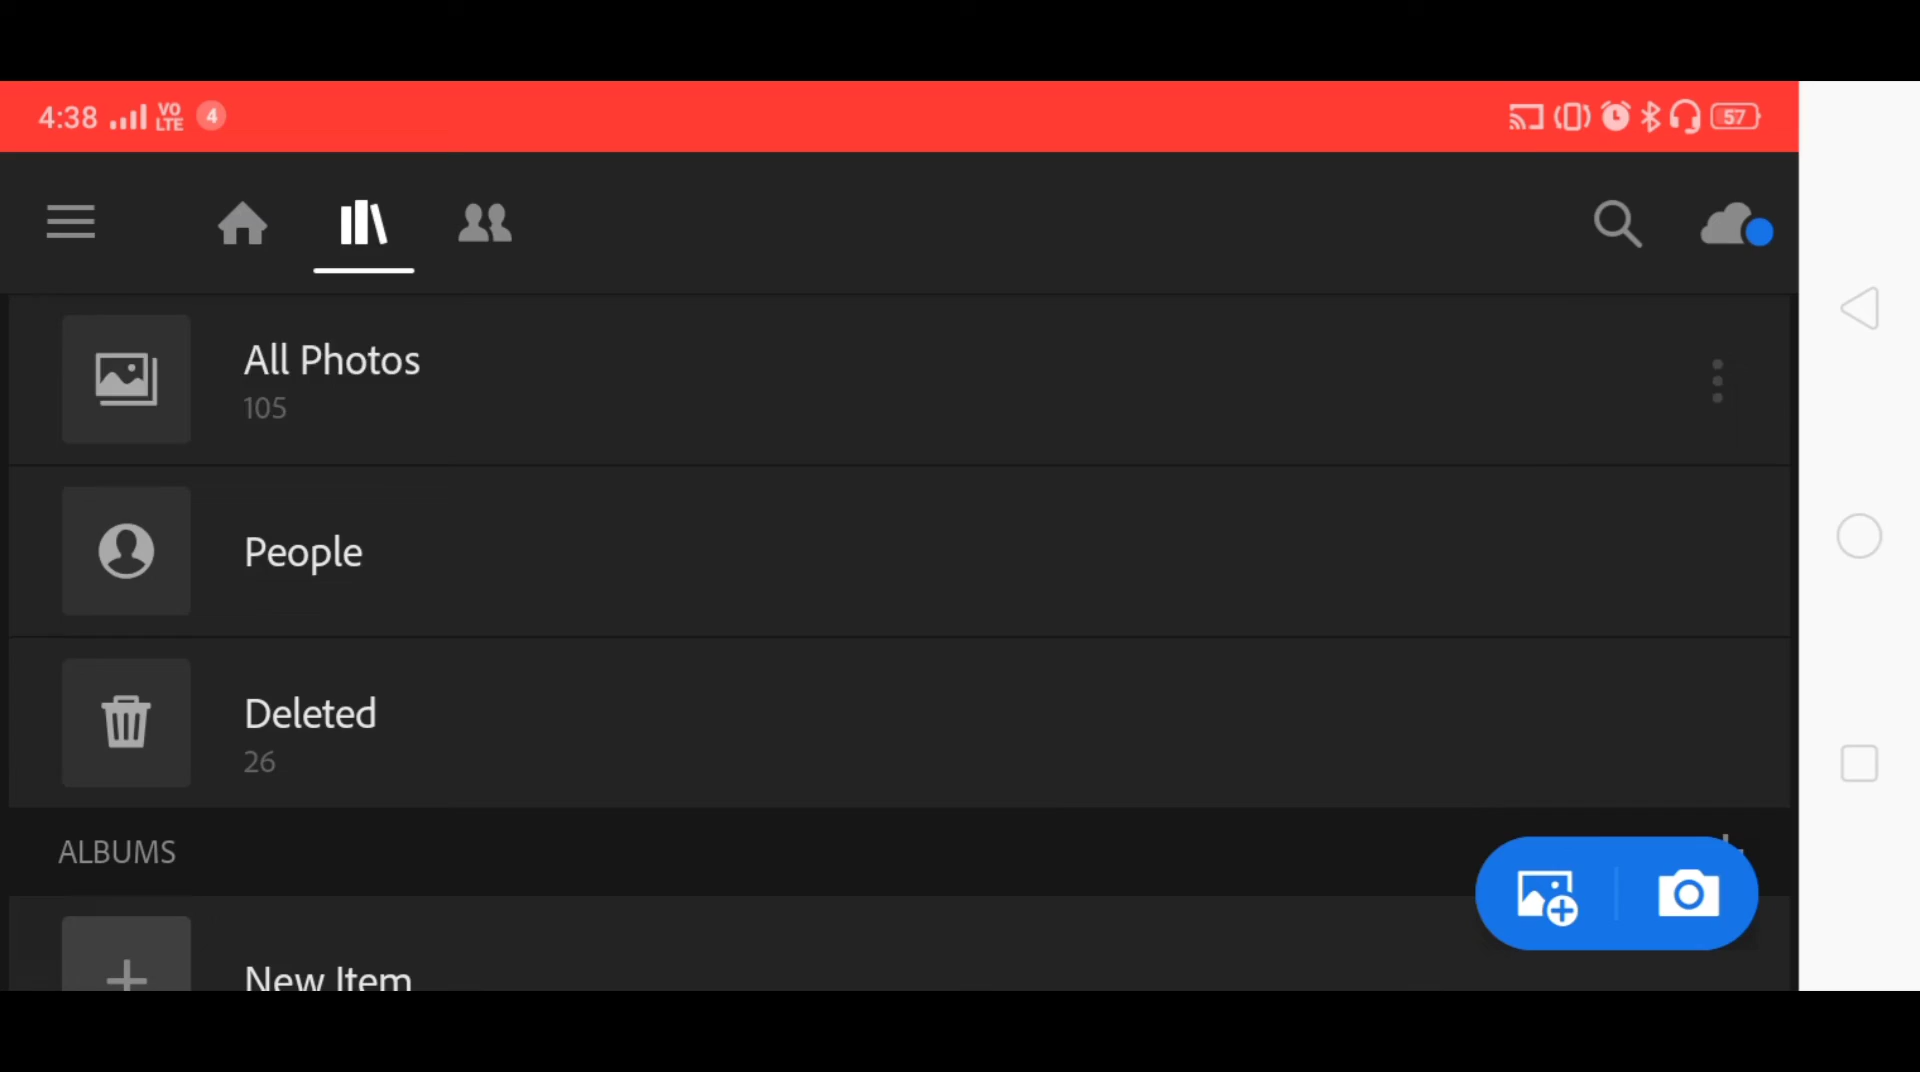 4:38 VO LTE 4 57
All Photos
105
People
Deleted
26
ALBUMS
New Item